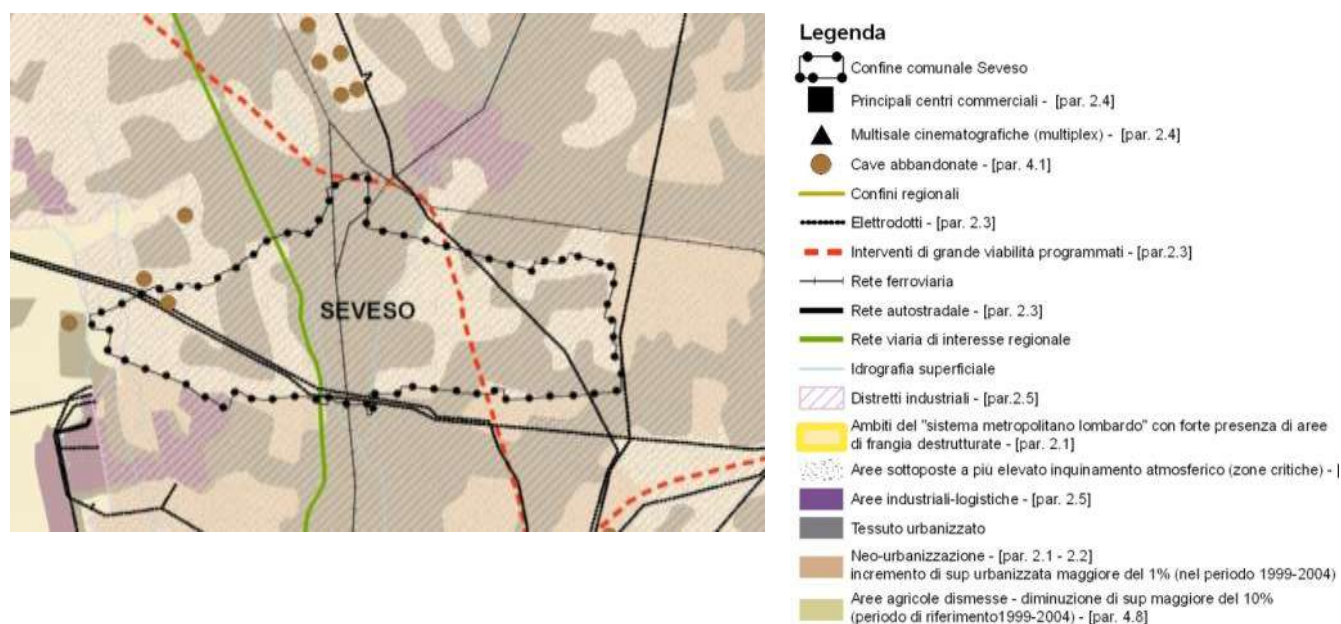 SEVESO
Legenda
Confine comunale Seveso
Principali centri commerciali - [par. 2.4]
Multisale cinematografiche (multiplex) - [par. 2.4]
Cave abbandonate - [par. 4.1]
Confini regionali
Elettrodotti - [par. 2.3]
Interventi di grande viabilità programmati - [par.2.3]
Rete ferroviaria
Rete autostradale - [par. 2.3]
Rete viaria di interesse regionale
Idrografia superficiale
Distretti industriali - [par.2.5]
Ambiti del "sistema metropolitano lombardo" con forte presenza di aree
di frangia destrutturate - [par. 2.1]
Aree sottoposte a più elevato inquinamento atmosferico (zone critiche) - [
Aree industriali-logistiche - [par. 2.5]
Tessuto urbanizzato
Neo-urbanizzazione - [par. 2.1 - 2.2]
incremento di sup urbanizzata maggiore del 1% (nel periodo 1999-2004)
Aree agricole dismesse - diminuzione di sup maggiore del 10%
(periodo di riferimento1999-2004) - [par. 4.8]